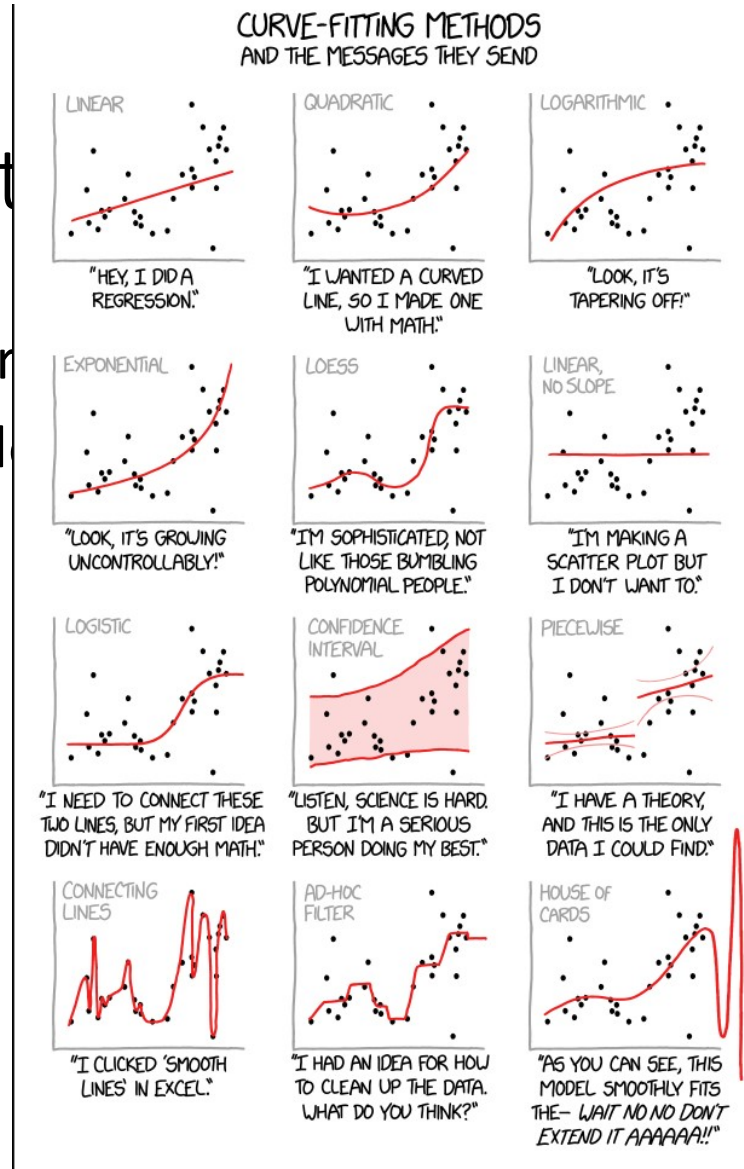 CURVE-FITTING METHODS
AND THE MESSAGES THEY SEND
LINEAR
"HEY, I DID A
REGRESSION."
QUADRATIC
"I WANTED A CURVED
LINE, SO I MADE ONE
WITH MATH."
LOGARITHMIC
"LOOK, IT'S
TAPERING OFF!"
EXPONENTIAL
"LOOK, IT'S GROWING
UNCONTROLLABLY!"
LOESS
"I'M SOPHISTICATED, NOT
LIKE THOSE BUMBLING
POLYNOMIAL PEOPLE."
LINEAR,
NO SLOPE
"I'M MAKING A
SCATTER PLOT BUT
I DON'T WANT TO."
LOGISTIC
"I NEED TO CONNECT THESE
TWO LINES, BUT MY FIRST IDEA
DIDN'T HAVE ENOUGH MATH."
CONFIDENCE
INTERVAL
"LISTEN, SCIENCE IS HARD.
BUT I'M A SERIOUS
PERSON DOING MY BEST."
PIECEWISE
"I HAVE A THEORY,
AND THIS IS THE ONLY
DATA I COULD FIND."
CONNECTING
LINES
"I CLICKED 'SMOOTH
LINES' IN EXCEL."
AD-HOC
FILTER
"I HAD AN IDEA FOR HOW
TO CLEAN UP THE DATA.
WHAT DO YOU THINK?"
HOUSE OF
CARDS
"AS YOU CAN SEE, THIS
MODEL SMOOTHLY FITS
THE- WAIT NO NO DON'T
EXTEND IT AAAAAA!!"